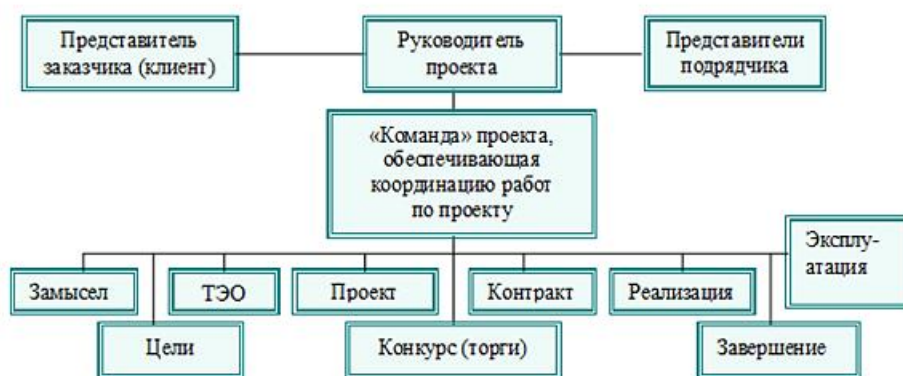 Представитель
заказчика (клиент)
Руководитель
проекта
Представители
подрядчика
«Команда» проекта,
обеспечивающая
координацию работ
по проекту
Эксплу-
атация
Замысел
ТЭО
Проект
Контракт
Реализация
Цели
Конкурс (торги)
Завершение